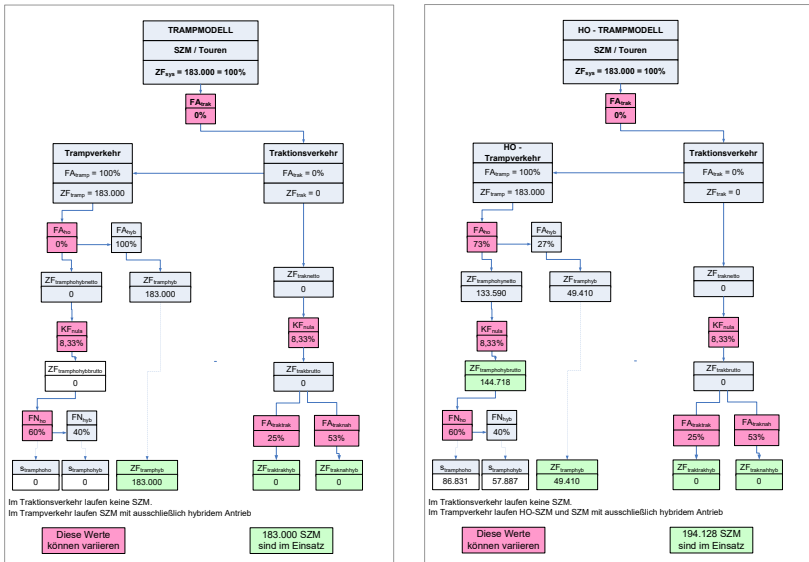 TRAMPMODELL
SZM / Touren
ZFsys = 183.000 = 100%
FAtrak
0%
Trampverkehr
FAtramp = 100%
ZFtramp = 183.000
Traktionsverkehr
FAtrak = 0%
ZFtrak = 0
FAho
0%
FAhyb
100%
ZFtramphohybnetto
0
ZFtramphyb
183.000
ZFtraknetto
0
KFnula
8,33%
KFnula
8,33%
ZFtramphohybbrutto
0
ZFtrakbrutto
0
FNho
60%
FNhyb
40%
FAtraktrak
25%
FAtraknah
53%
stramphoho
0
stramphohyb
0
ZFtramphyb
183.000
ZFtraktrakhyb
0
ZFtraknahhyb
0
Im Traktionsverkehr laufen keine SZM.
Im Trampverkehr laufen SZM mit ausschließlich hybridem Antrieb
Diese Werte
können variieren
183.000 SZM
sind im Einsatz
HO - TRAMPMODELL
SZM / Touren
ZFsys = 183.000 = 100%
FAtrak
0%
HO -
Trampverkehr
FAtramp = 100%
ZFtramp = 183.000
Traktionsverkehr
FAtrak = 0%
ZFtrak = 0
FAho
73%
FAhyb
27%
ZFtramphohynetto
133.590
ZFtramphyb
49.410
ZFtraknetto
0
KFnula
8,33%
KFnula
8,33%
ZFtramphohybrutto
144.718
ZFtrakbrutto
0
FNho
60%
FNhyb
40%
FAtraktrak
25%
FAtraknah
53%
stramphoho
86.831
stramphohyb
57.887
ZFtramphyb
49.410
ZFtraktrakhyb
0
ZFtraknahhyb
0
Im Traktionsverkehr laufen keine SZM.
Im Trampverkehr laufen HO-SZM und SZM mit ausschließlich hybridem Antrieb
Diese Werte
können variieren
194.128 SZM
sind im Einsatz